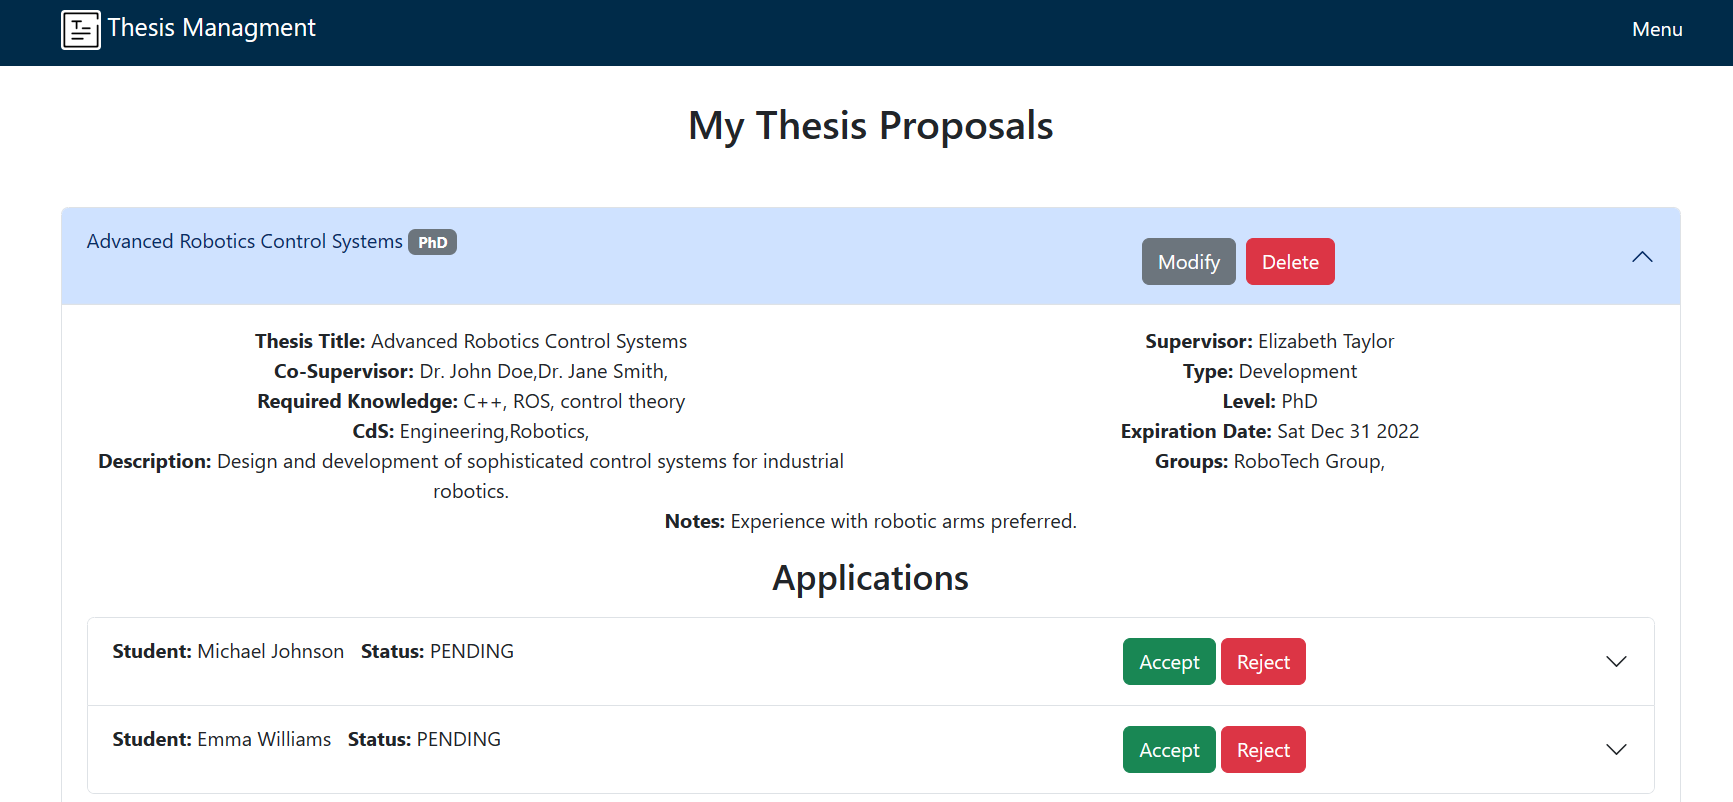 Thesis Managment
Menu
My Thesis Proposals
Advanced Robotics Control Systems PhD
Modify Delete
Thesis Title: Advanced Robotics Control Systems
Co-Supervisor: Dr. John Doe,Dr. Jane Smith,
Required Knowledge: C++, ROS, control theory
CdS: Engineering,Robotics,
Description: Design and development of sophisticated control systems for industrial
robotics.
Supervisor: Elizabeth Taylor
Type: Development
Level: PhD
Expiration Date: Sat Dec 31 2022
Groups: RoboTech Group,
Notes: Experience with robotic arms preferred.
Applications
Student: Michael Johnson Status: PENDING
Accept Reject
Student: Emma Williams Status: PENDING
Accept Reject